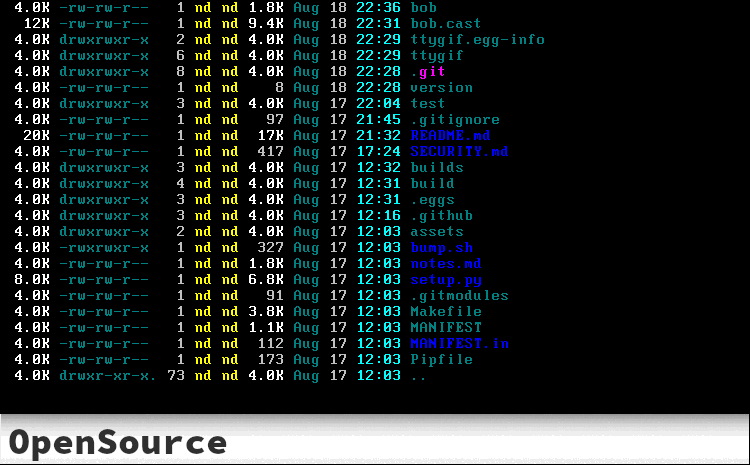 4.0K -rw-rw-r--   1 nd nd 1.8K Aug 18 22:36 bob
 12K -rw-rw-r--   1 nd nd 9.4K Aug 18 22:31 bob.cast
4.0K drwxrwxr-x   2 nd nd 4.0K Aug 18 22:29 ttygif.egg-info
4.0K drwxrwxr-x   6 nd nd 4.0K Aug 18 22:29 ttygif
4.0K drwxrwxr-x   8 nd nd 4.0K Aug 18 22:28 .git
4.0K -rw-rw-r--   1 nd nd    8 Aug 18 22:28 version
4.0K drwxrwxr-x   3 nd nd 4.0K Aug 17 22:04 test
4.0K -rw-rw-r--   1 nd nd   97 Aug 17 21:45 .gitignore
 20K -rw-rw-r--   1 nd nd  17K Aug 17 21:32 README.md
4.0K -rw-rw-r--   1 nd nd  417 Aug 17 17:24 SECURITY.md
4.0K drwxrwxr-x   3 nd nd 4.0K Aug 17 12:32 builds
4.0K drwxrwxr-x   4 nd nd 4.0K Aug 17 12:31 build
4.0K drwxrwxr-x   3 nd nd 4.0K Aug 17 12:31 .eggs
4.0K drwxrwxr-x   3 nd nd 4.0K Aug 17 12:16 .github
4.0K drwxrwxr-x   2 nd nd 4.0K Aug 17 12:03 assets
4.0K -rwxrwxr-x   1 nd nd  327 Aug 17 12:03 bump.sh
4.0K -rw-rw-r--   1 nd nd 1.8K Aug 17 12:03 notes.md
8.0K -rw-rw-r--   1 nd nd 6.8K Aug 17 12:03 setup.py
4.0K -rw-rw-r--   1 nd nd   91 Aug 17 12:03 .gitmodules
4.0K -rw-rw-r--   1 nd nd 3.8K Aug 17 12:03 Makefile
4.0K -rw-rw-r--   1 nd nd 1.1K Aug 17 12:03 MANIFEST
4.0K -rw-rw-r--   1 nd nd  112 Aug 17 12:03 MANIFEST.in
4.0K -rw-rw-r--   1 nd nd  173 Aug 17 12:03 Pipfile
4.0K drwxr-xr-x. 73 nd nd 4.0K Aug 17 12:03 ..
OpenSource